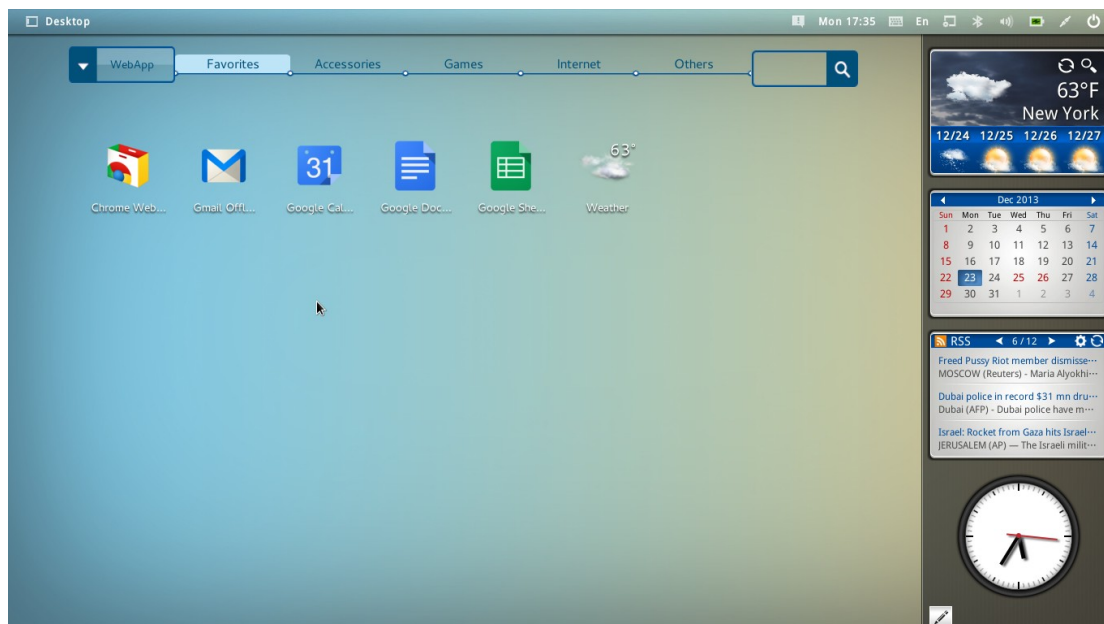 Desktop
Mon 17:35 En
WebApp Favorites Accessories Games Internet Others
31
63°
Chrome Web... Gmail Offl... Google Cal... Google Doc... Google She... Weather
63°F
New York
12/24 12/25 12/26 12/27
Dec 2013
Sun Mon Tue Wed Thu Fri Sat
1 2 3 4 5 6 7
8 9 10 11 12 13 14
15 16 17 18 19 20 21
22 23 24 25 26 27 28
29 30 31 1 2 3 4
RSS 6/12
Freed Pussy Riot member dismisse⋯
MOSCOW (Reuters) - Maria Alyokhi⋯
Dubai police in record $31 mn dru⋯
Dubai (AFP) - Dubai police have m⋯
Israel: Rocket from Gaza hits Israel⋯
JERUSALEM (AP) — The Israeli milit⋯